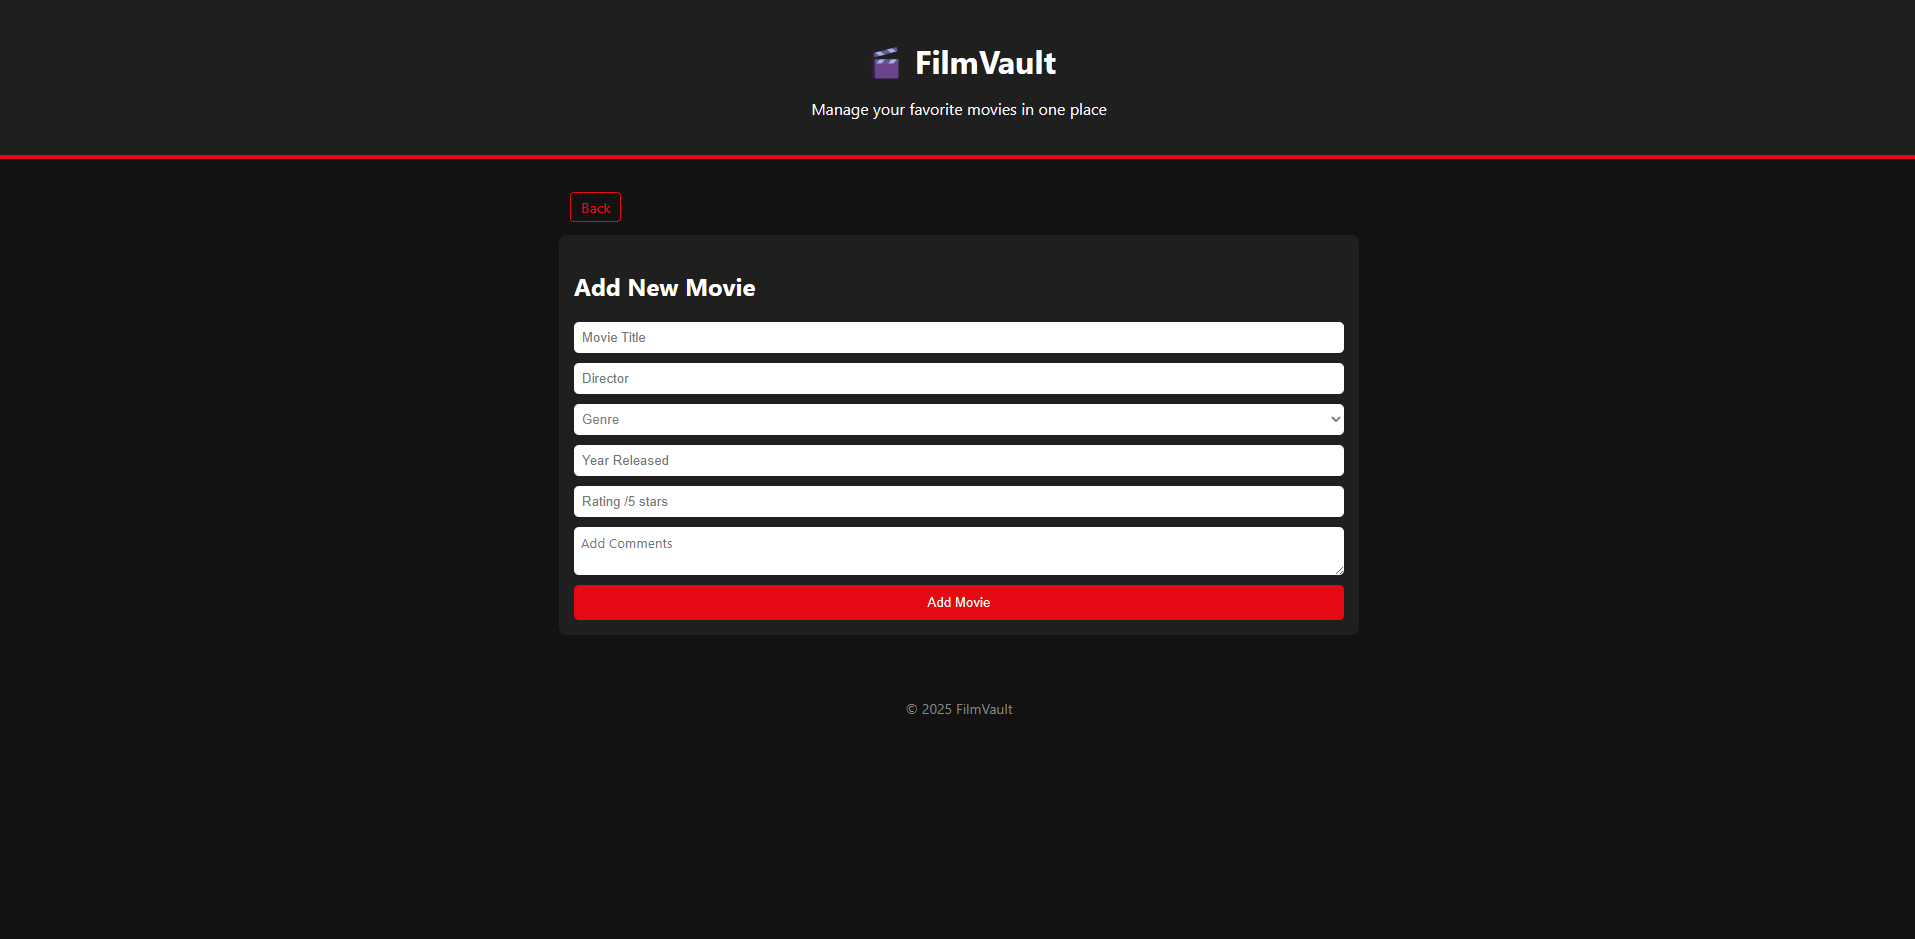 FilmVault
Manage your favorite movies in one place
Back
Add New Movie
Movie Title
Director
Genre
Year Released
Rating /5 stars
Add Comments
Add Movie
© 2025 FilmVault